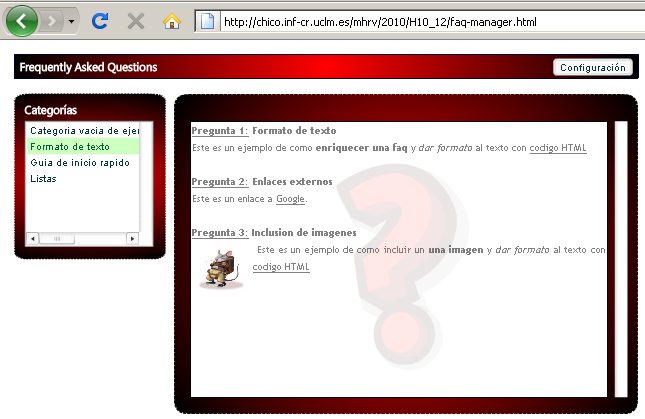 http://chico.inf-cr.uclm.es/mhrv/2010/H10_12/faq-manager.html
Frequently Asked Questions
Configuración
Categorías
Categoria vacia de ejer
Formato de texto
Guia de inicio rapido
Listas
Pregunta 1: Formato de texto
Este es un ejemplo de como enriquecer una faq y dar formato al texto con codigo HTML
Pregunta 2: Enlaces externos
Este es un enlace a Google.
Pregunta 3: Inclusion de imagenes
Este es un ejemplo de como incluir un una imagen y dar formato al texto con
codigo HTML